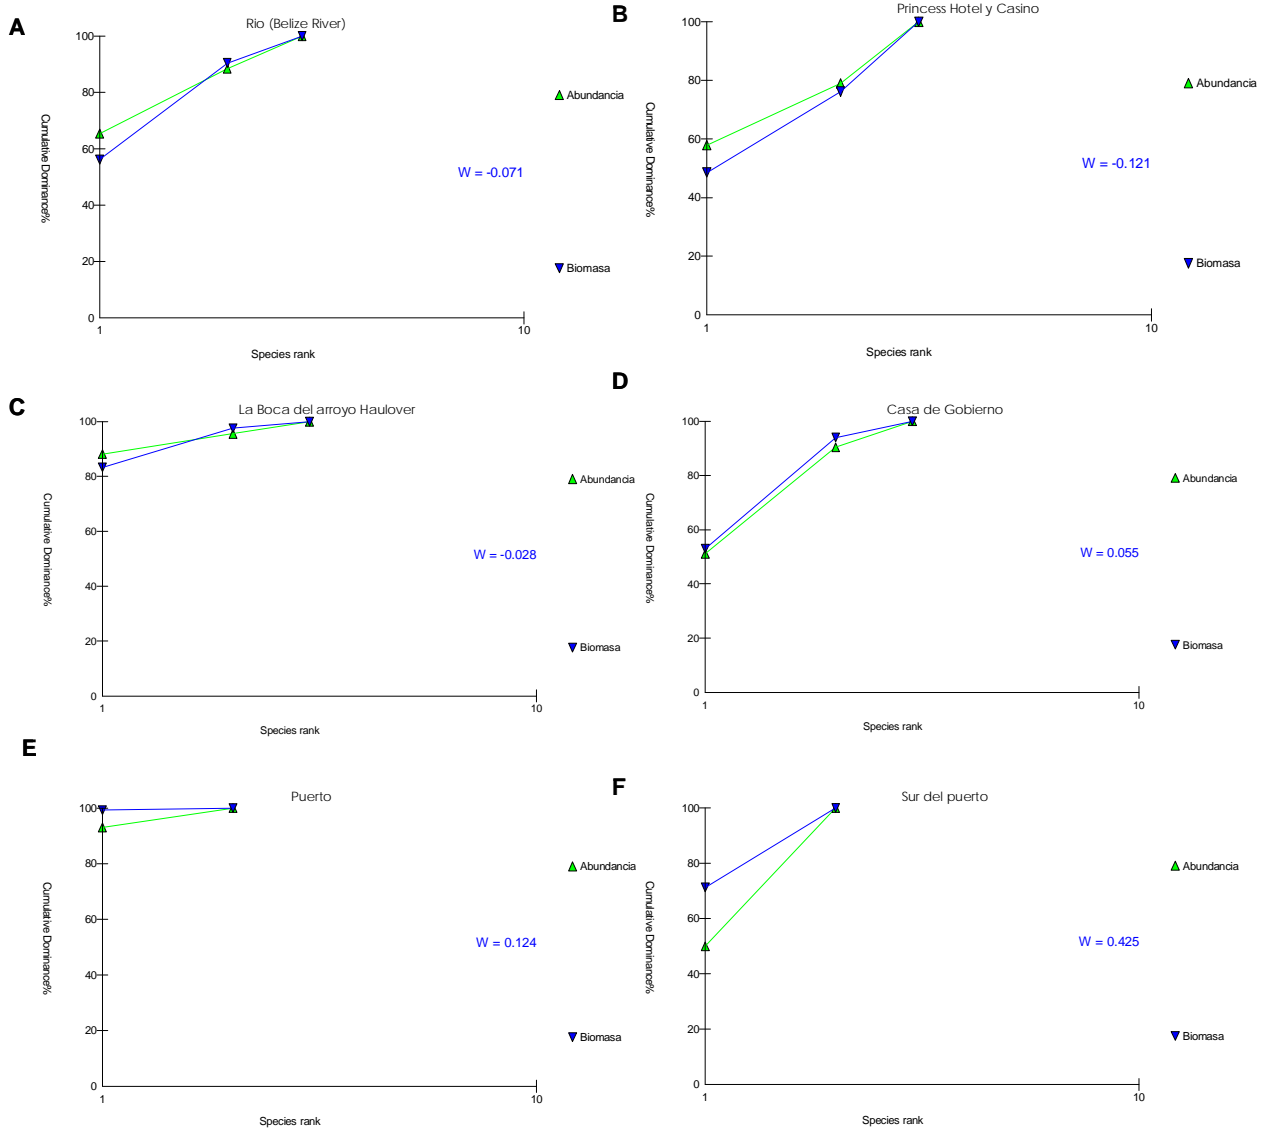 A
Rio (Belize River)
100
80
60
40
20
0
1
10
Cumulative Dominance%
Species rank
Abundancia
W = -0.071
Biomasa
B
Princess Hotel y Casino
100
80
60
40
20
0
1
10
Cumulative Dominance%
Species rank
Abundancia
W = -0.121
Biomasa
C
La Boca del arroyo Haulover
100
80
60
40
20
0
1
10
Cumulative Dominance%
Species rank
Abundancia
W = -0.028
Biomasa
D
Casa de Gobierno
100
80
60
40
20
0
1
10
Cumulative Dominance%
Species rank
Abundancia
W = 0.055
Biomasa
E
Puerto
100
80
60
40
20
0
1
10
Cumulative Dominance%
Species rank
Abundancia
W = 0.124
Biomasa
F
Sur del puerto
100
80
60
40
20
0
1
10
Cumulative Dominance%
Species rank
Abundancia
W = 0.425
Biomasa